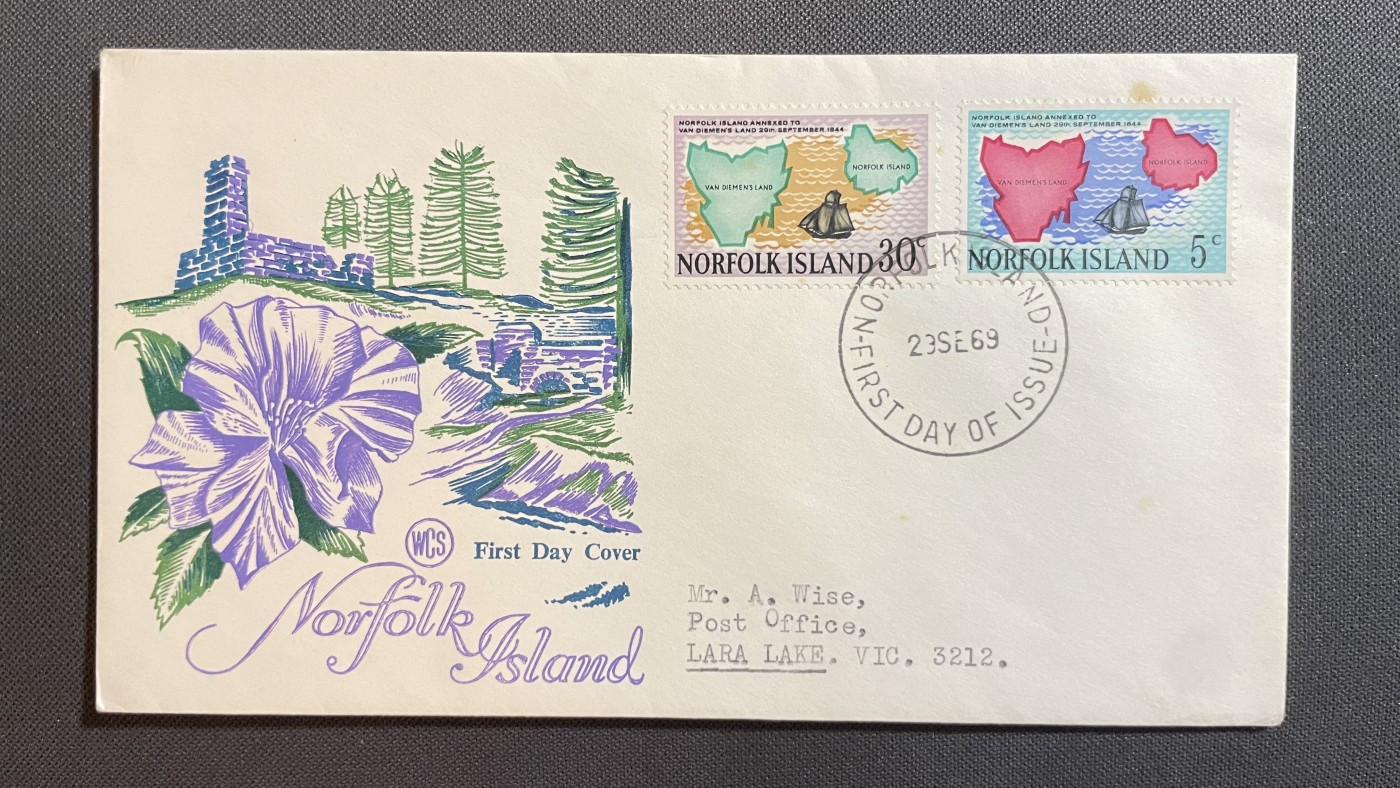 NORFOLK ISLAND ANNEXED TO
VAN DIEMEN'S LAND 29th. SEPTEMBER 1844
VAN DIEMEN'S LAND
NORFOLK ISLAND
NORFOLK ISLAND 30c
NORFOLK ISLAND ANNEXED TO
VAN DIEMEN'S LAND 29th. SEPTEMBER 1844
VAN DIEMEN'S LAND
NORFOLK ISLAND
NORFOLK ISLAND 5c
NORFOLK ISLAND-
23SE69
-FIRST DAY OF ISSUE
WCS
First Day Cover
Norfolk
Island
Mr. A. Wise,
Post Office,
LARA LAKE. VIC. 3212.